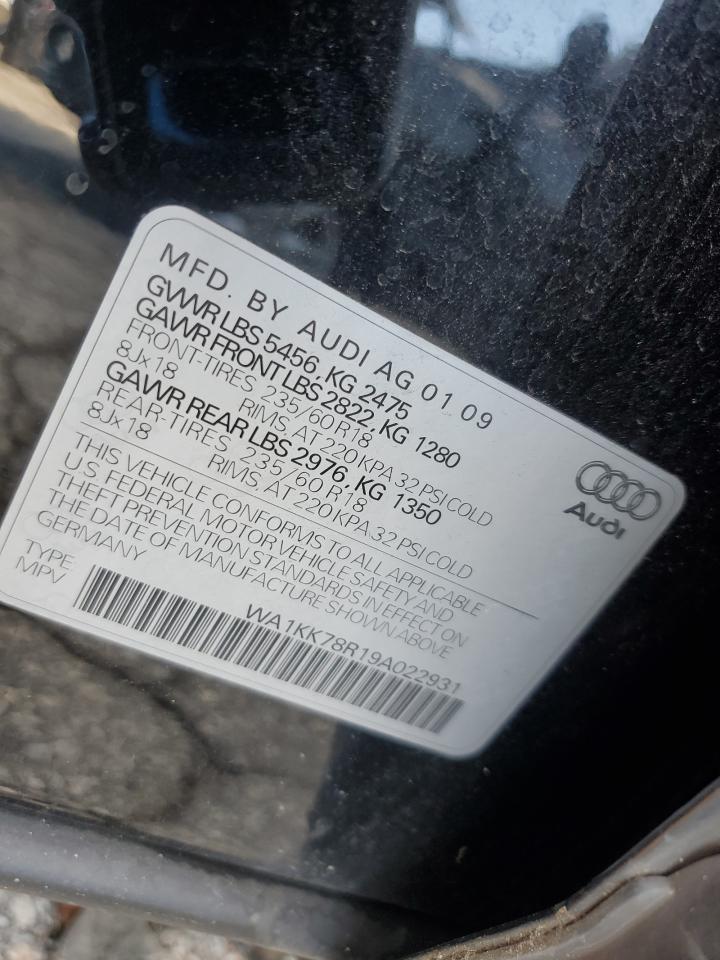 MFD. BY AUDI AG 01 09
GVWR LBS 5456, KG 2475
GAWR FRONT LBS 2822, KG 1280
FRONT-TIRES 235/60 R18
8Jx18 RIMS, AT 220 KPA 32 PSI COLD
GAWR REAR LBS 2976, KG 1350
REAR-TIRES 235/60 R 18
8Jx18 RIMS, AT 220 KPA 32 PSI COLD
THIS VEHICLE CONFORMS TO ALL APPLICABLE
U.S. FEDERAL MOTOR VEHICLE SAFETY AND
THEFT PREVENTION STANDARDS IN EFFECT ON
THE DATE OF MANUFACTURE SHOWN ABOVE
GERMANY
TYPE: WA1KK78R19A022931
MPV
Audi